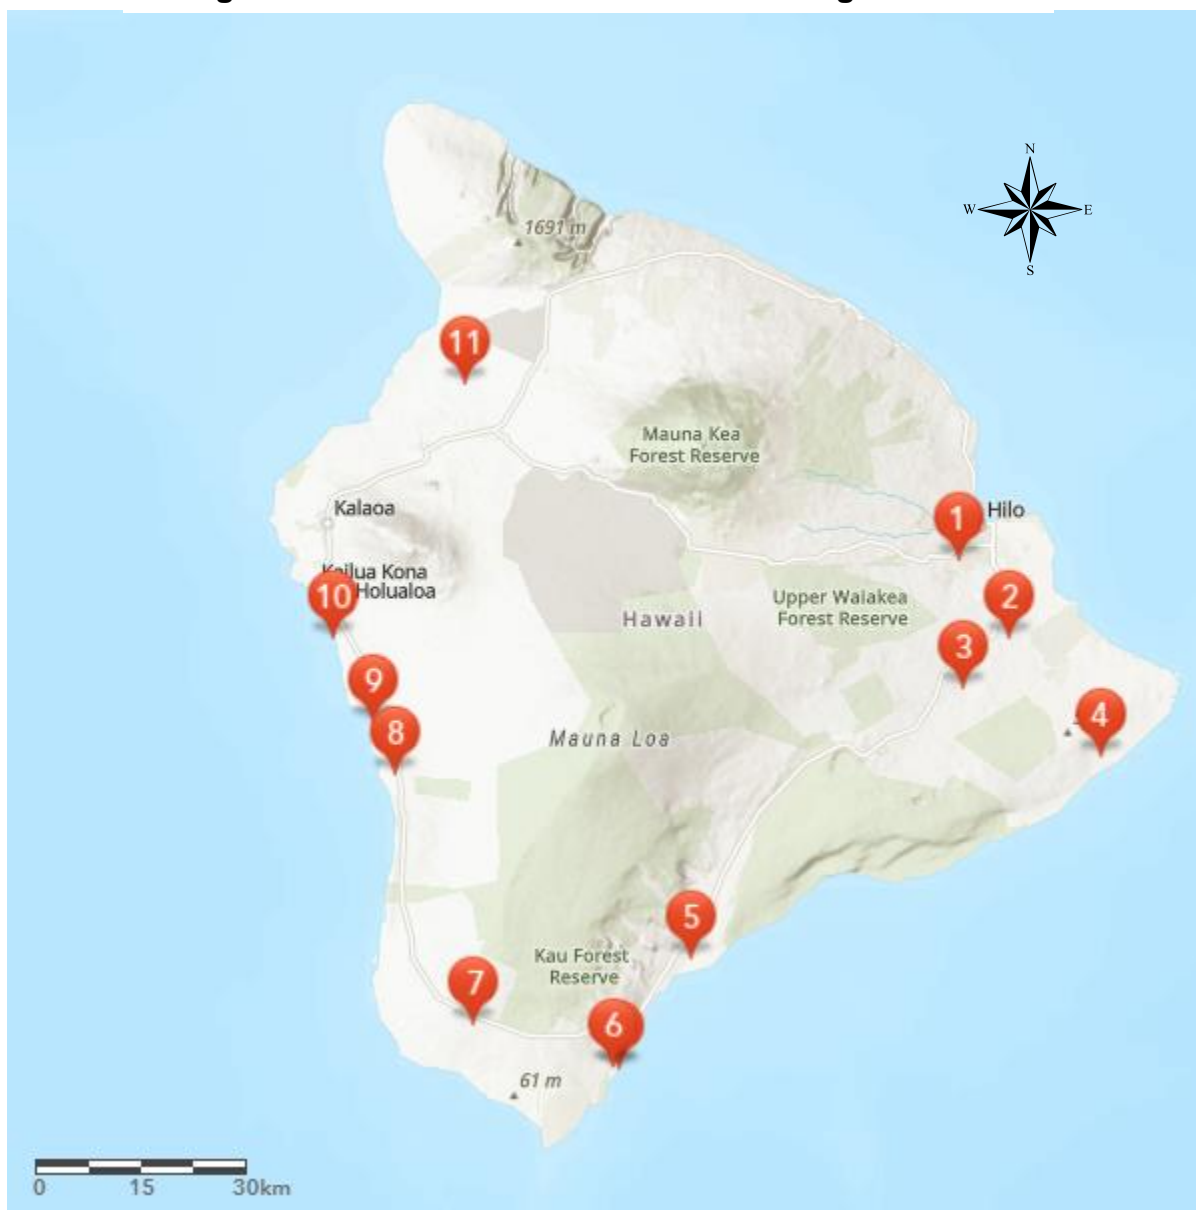 N
W
E
S
1691 m
11
Mauna Kea
Forest Reserve
Kalaoa
1
Hilo
Kailua Kona
Holualoa
10
Upper Waiakea
Forest Reserve
2
Hawaii
3
9
8
Mauna Loa
4
5
Kau Forest
Reserve
7
6
61 m
0 15 30km